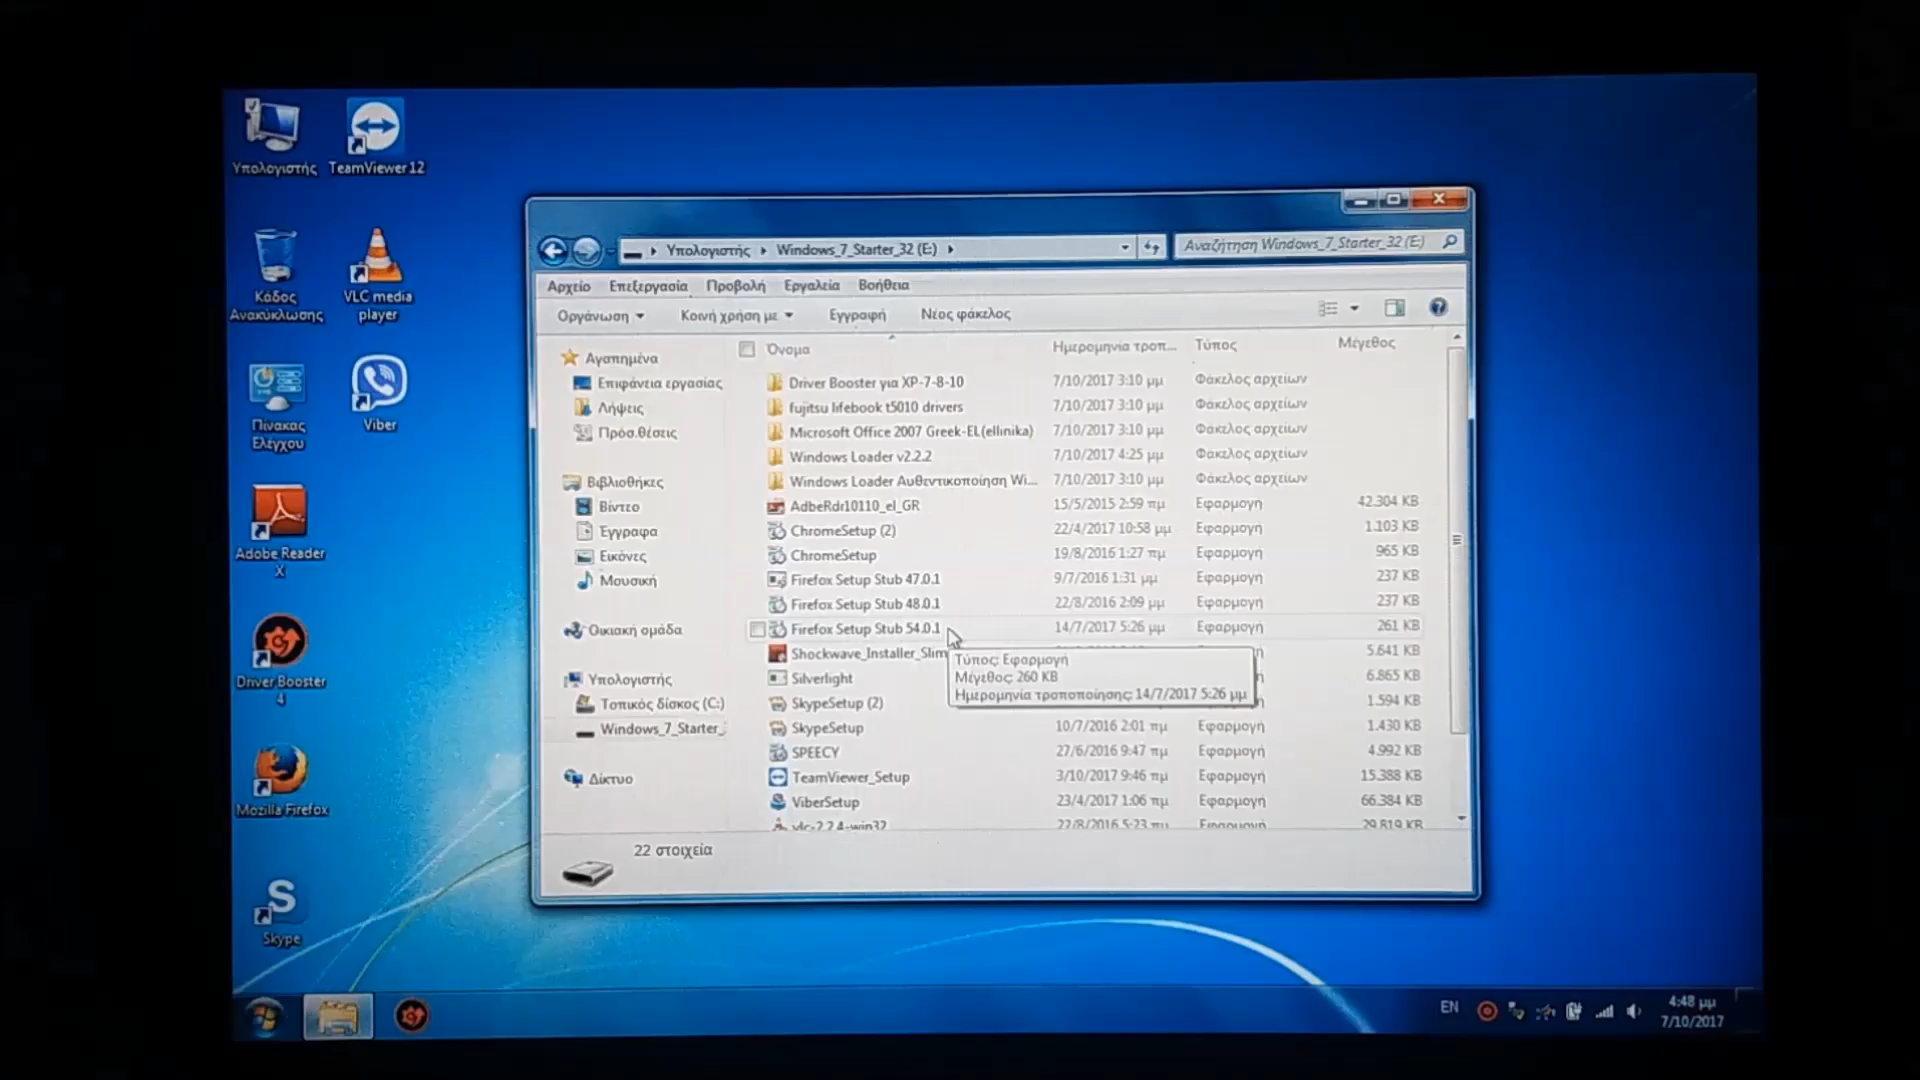 Υπολογιστής
TeamViewer 12
Κάδος
Ανακύκλωσης
VLC media
player
Πίνακας
Ελέγχου
Viber
Adobe Reader
X
Driver Booster
4
Mozilla Firefox
S
Skype
Υπολογιστής
Windows_7_Starter_32 (E:)
Αναζήτηση Windows_7_Starter_32 (E:)
Αρχείο Επεξεργασία Προβολή Εργαλεία Βοήθεια
Οργάνωση Κοινή χρήση με Εγγραφή Νέος φάκελος
Αγαπημένα
Επιφάνεια εργασίας
Λήψεις
Πρόσ.θέσεις
Βιβλιοθήκες
Βίντεο
Έγγραφα
Εικόνες
Μουσική
Οικιακή ομάδα
Υπολογιστής
Τοπικός δίσκος (C:)
Windows_7_Starter_
Δίκτυο
Όνομα Ημερομηνία τροπ... Τύπος Μέγεθος
Driver Booster για XP-7-8-10 7/10/2017 3:10 μμ Φάκελος αρχείων
fujitsu lifebook t5010 drivers 7/10/2017 3:10 μμ Φάκελος αρχείων
Microsoft Office 2007 Greek-EL(ellinika) 7/10/2017 3:10 μμ Φάκελος αρχείων
Windows Loader v2.2.2 7/10/2017 4:25 μμ Φάκελος αρχείων
Windows Loader Αυθεντικοποίηση Wi... 7/10/2017 3:10 μμ Φάκελος αρχείων
AdbeRdr10110_el_GR 15/5/2015 2:59 πμ Εφαρμογή 42.304 KB
ChromeSetup (2) 22/4/2017 10:58 μμ Εφαρμογή 1.103 KB
ChromeSetup 19/8/2016 1:27 πμ Εφαρμογή 965 KB
Firefox Setup Stub 47.0.1 9/7/2016 1:31 μμ Εφαρμογή 237 KB
Firefox Setup Stub 48.0.1 22/8/2016 2:09 μμ Εφαρμογή 237 KB
Firefox Setup Stub 54.0.1 14/7/2017 5:26 μμ Εφαρμογή 261 KB
Shockwave_Installer_Slim 5.641 KB
Silverlight 6.865 KB
SkypeSetup (2) 1.594 KB
SkypeSetup 10/7/2016 2:01 πμ Εφαρμογή 1.430 KB
SPEECY 27/6/2016 9:47 πμ Εφαρμογή 4.992 KB
TeamViewer_Setup 3/10/2017 9:46 πμ Εφαρμογή 15.388 KB
ViberSetup 23/4/2017 1:06 πμ Εφαρμογή 66.384 KB
vlc-2.2.4-win32 22/8/2016 5:23 πμ Εφαρμογή 29.819 KB
Τύπος: Εφαρμογή
Μέγεθος: 260 KB
Ημερομηνία τροποποίησης: 14/7/2017 5:26 μμ
22 στοιχεία
EN
4:48 μμ
7/10/2017